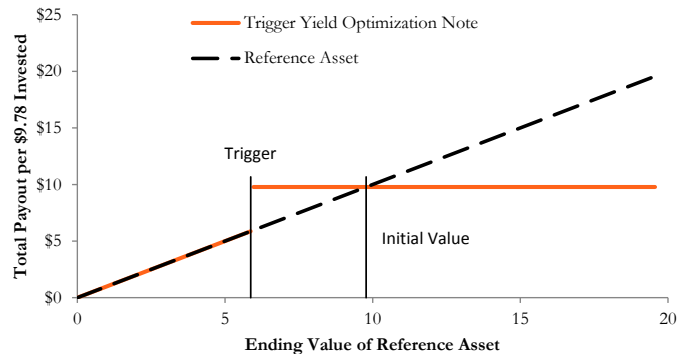 $25
Trigger Yield Optimization Note
Reference Asset
$20
$15
$10
$5
$0
Trigger
Initial Value
0
5
10
15
20
Total Payout per $9.78 Invested
Ending Value of Reference Asset